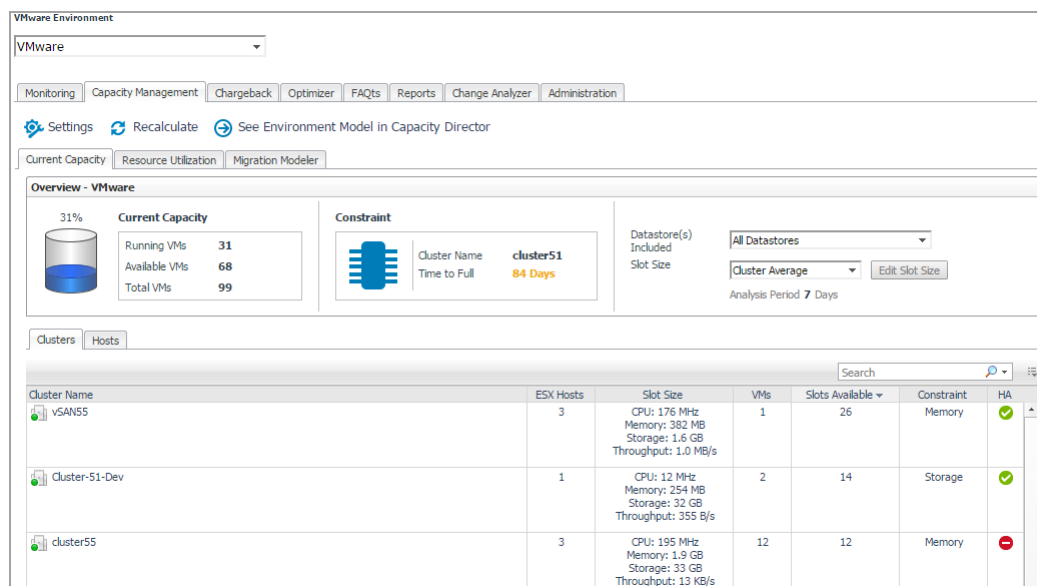 VMware Environment
VMware
Monitoring Capacity Management Chargeback Optimizer FAQts Reports Change Analyzer Administration
Settings Recalculate See Environment Model in Capacity Director
Current Capacity Resource Utilization Migration Modeler
Overview - VMware
31%
Current Capacity
Running VMs 31
Available VMs 68
Total VMs 99
Constraint
Cluster Name cluster51
Time to Full 84 Days
Datastore(s)
Included
All Datastores
Slot Size
Cluster Average
Edit Slot Size
Analysis Period 7 Days
Clusters Hosts
Search
Cluster Name ESX Hosts Slot Size VMs Slots Available Constraint HA
vSAN55 3 CPU: 176 MHz 1 26 Memory
Memory: 382 MB
Storage: 1.6 GB
Throughput: 1.0 MB/s
Cluster-51-Dev 1 CPU: 12 MHz 2 14 Storage
Memory: 254 MB
Storage: 32 GB
Throughput: 355 B/s
cluster55 3 CPU: 195 MHz 12 12 Memory
Memory: 1.9 GB
Storage: 33 GB
Throughput: 13 KB/s